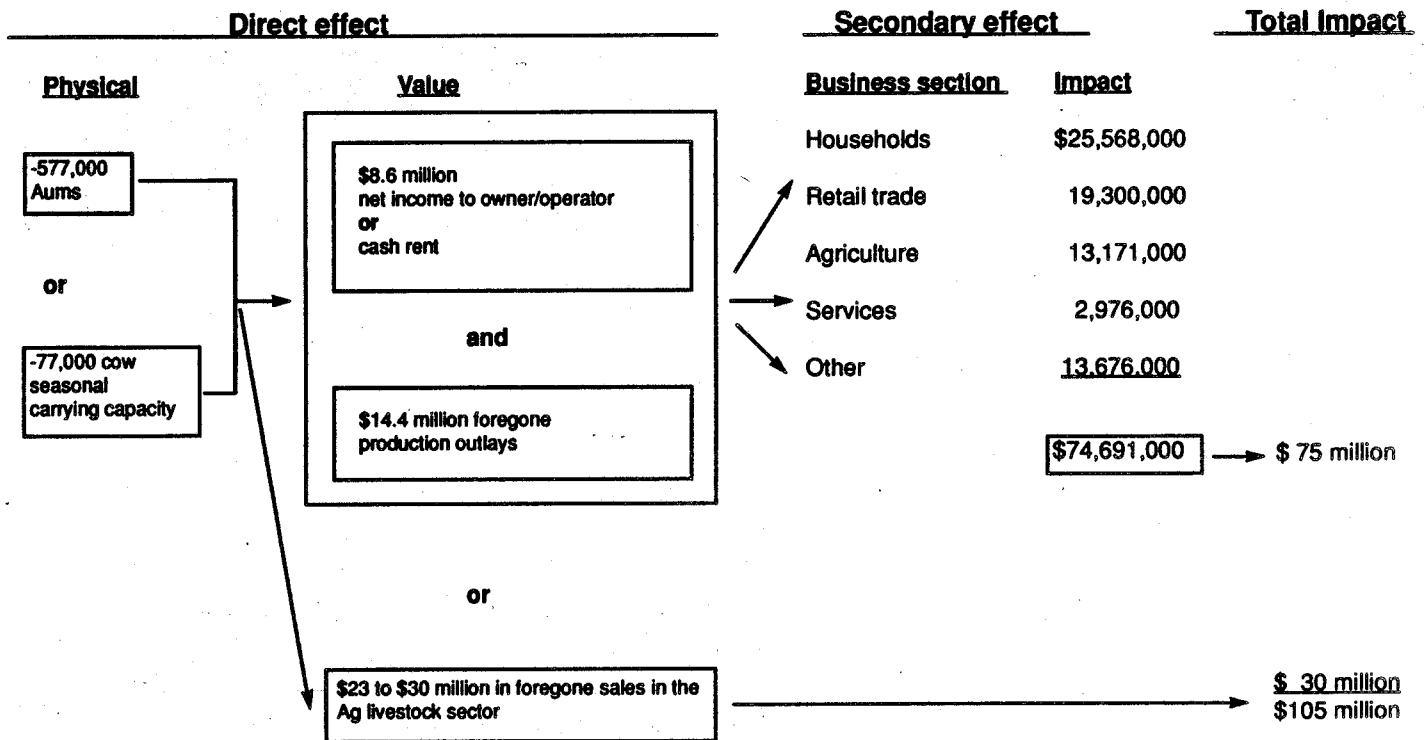 Direct effect
Secondary effect
Total Impact
Physical
Value
Business section
Impact
-577,000
Aums
or
-77,000 cow
seasonal
carrying capacity
$8.6 million
net income to owner/operator
or
cash rent
and
$14.4 million foregone
production outlays
or
$23 to $30 million in foregone sales in the
Ag livestock sector
Households $25,568,000
Retail trade 19,300,000
Agriculture 13,171,000
Services 2,976,000
Other 13,676,000
$74,691,000
$ 75 million
$ 30 million
$105 million